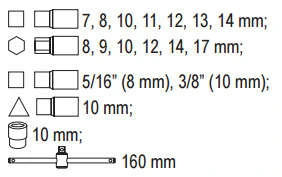 7, 8, 10, 11, 12, 13, 14 mm;
8, 9, 10, 12, 14, 17 mm;
5/16” (8 mm), 3/8” (10 mm);
10 mm;
10 mm;
160 mm